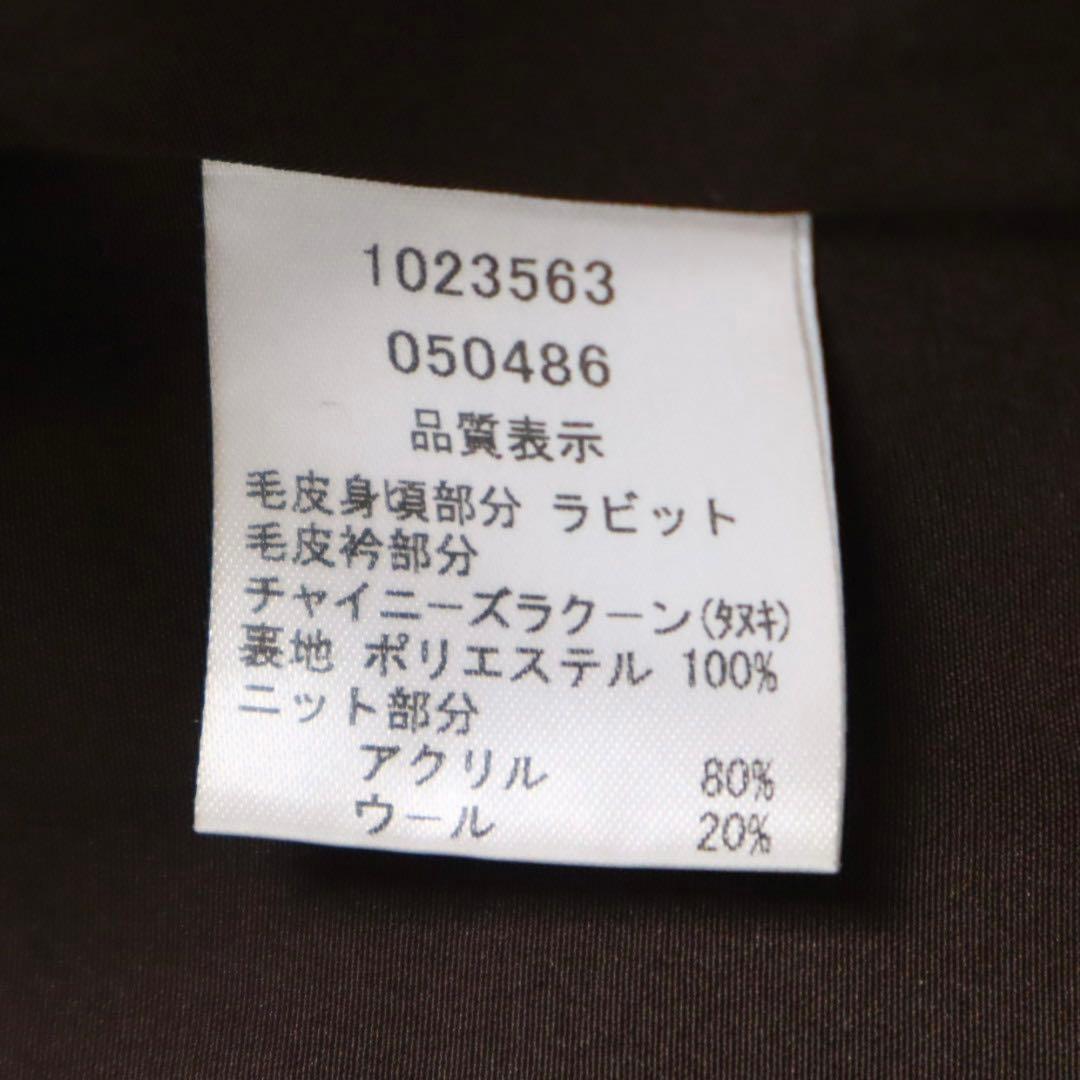 1023563
050486
品質表示
毛皮身頃部分 ラビット
毛皮衿部分
チャイニーズラクーン(タヌキ)
裏地 ポリエステル 100%
ニット部分
アクリル 80%
ウール 20%